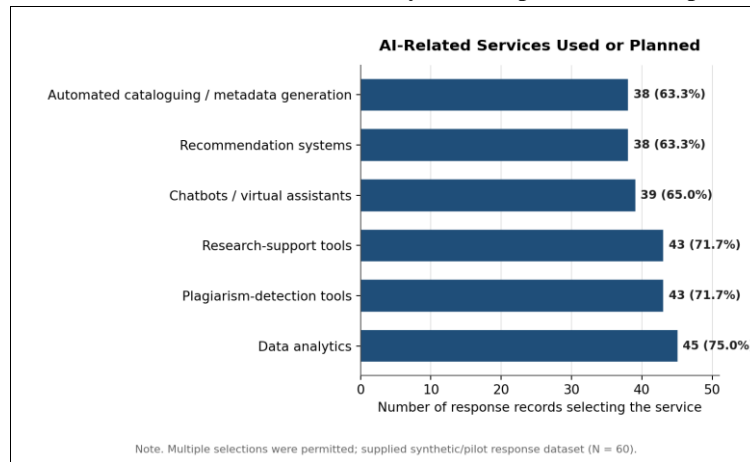 AI-Related Services Used or Planned
Automated cataloguing / metadata generation 38 (63.3%)
Recommendation systems 38 (63.3%)
Chatbots / virtual assistants 39 (65.0%)
Research-support tools 43 (71.7%)
Plagiarism-detection tools 43 (71.7%)
Data analytics 45 (75.0%
0 10 20 30 40 50
Number of response records selecting the service
Note. Multiple selections were permitted; supplied synthetic/pilot response dataset (N = 60).